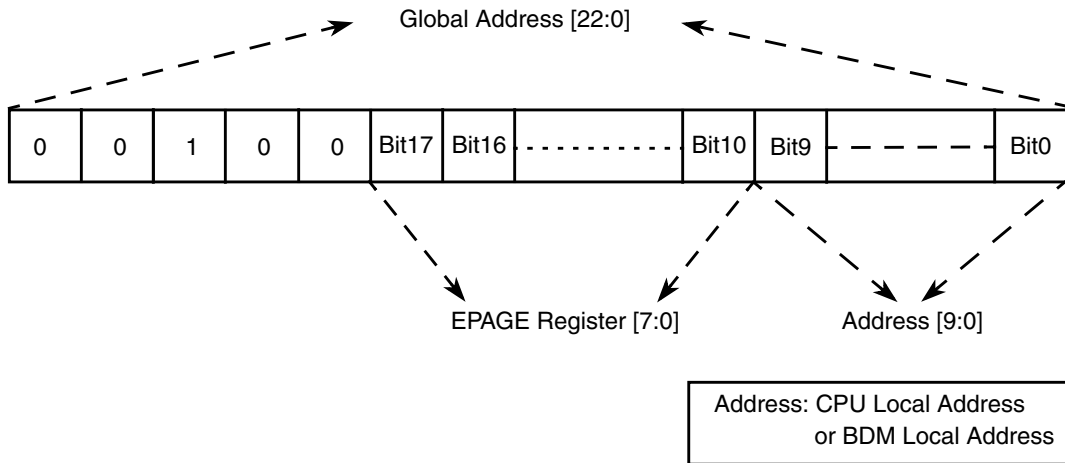 Global Address [22:0]
0 0 1 0 0 Bit17 Bit16 Bit10 Bit9 Bit0
EPAGE Register [7:0] Address [9:0]
Address: CPU Local Address
or BDM Local Address